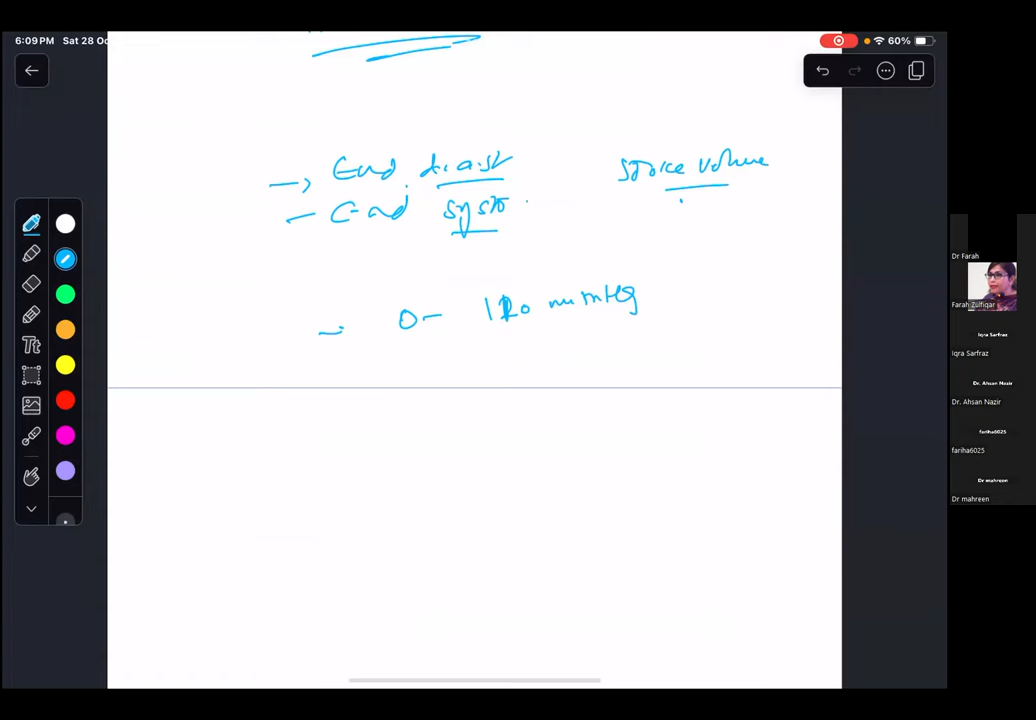 6:09 PM Sat 28 Oc
60%
End diast stroke volume
End systo
0 - 120 mmHg
Tt
Dr Farah
Farah Zulfiqar
Iqra Sarfraz
Iqra Sarfraz
Dr. Ahsan Nazir
Dr. Ahsan Nazir
fariha6025
fariha6025
Dr mahreen
Dr mahreen